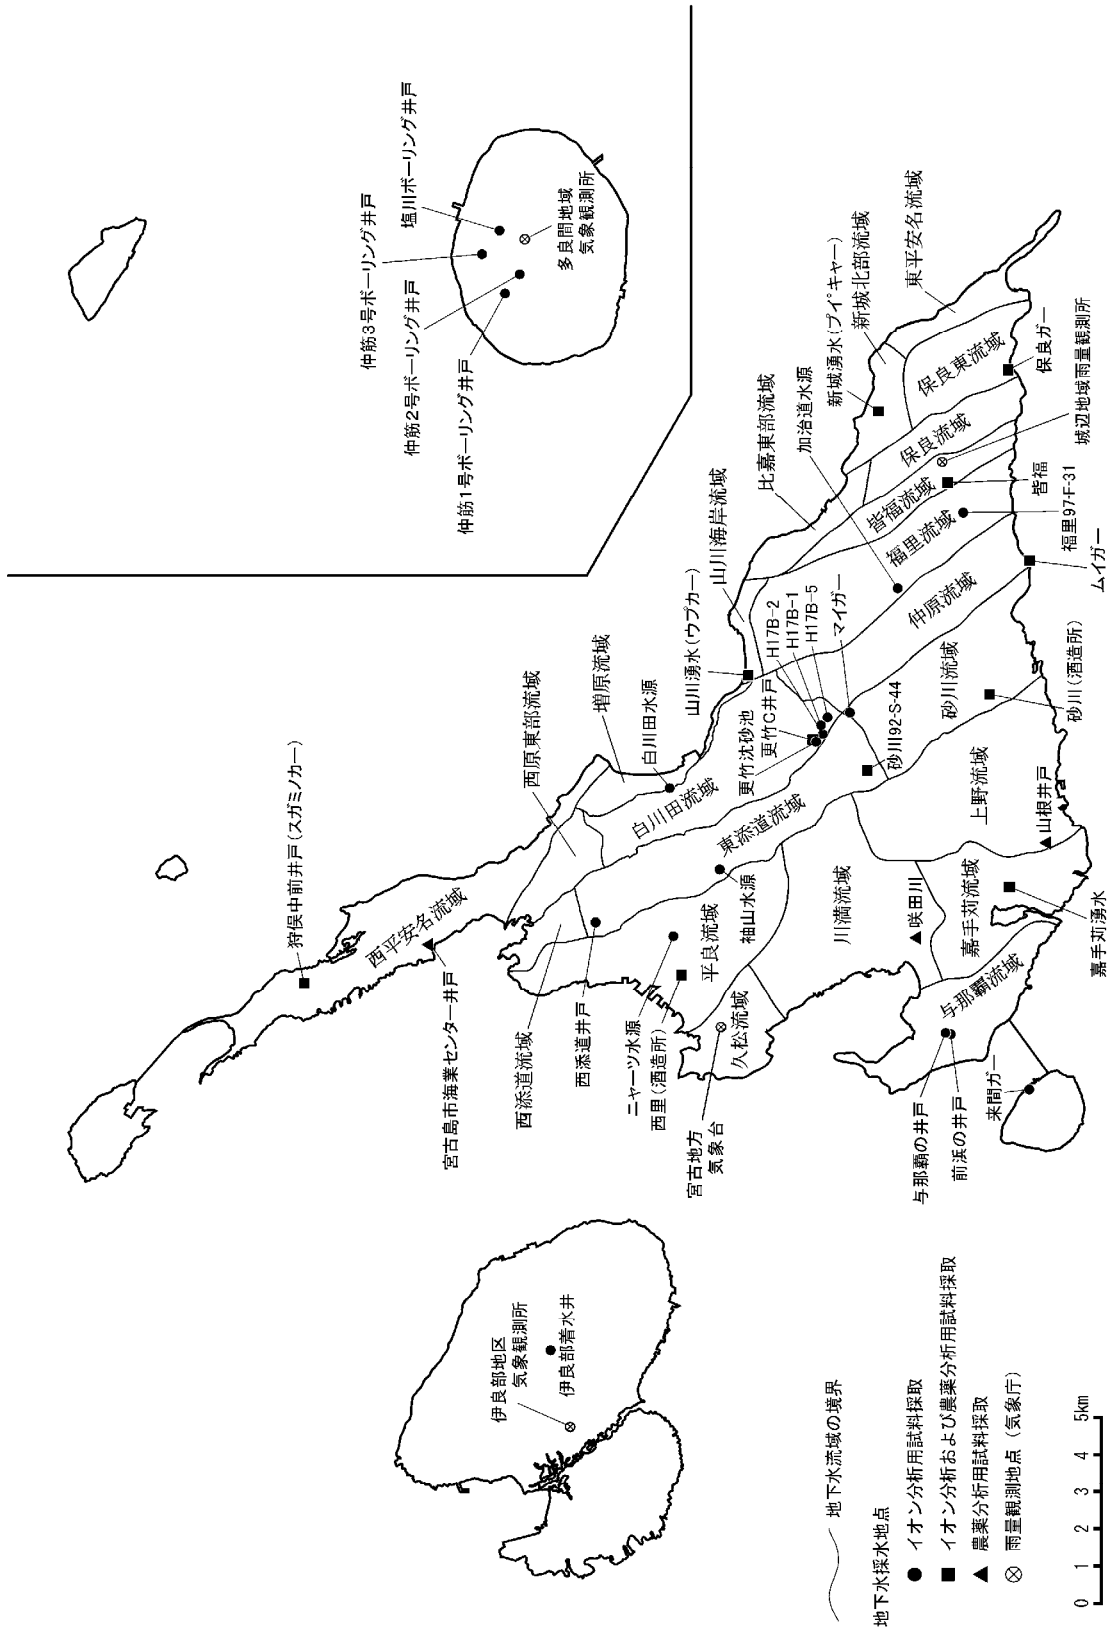 狩俣中前井戸(スガミノカー)
西平安名流域
宮古島市海業センター井戸
西原東部流域
増原流域
白川田水源
西添道流域
西添道井戸
白川田流域
東添道流域
ニャーツ水源
西里(酒造所)
平良流域
袖山水源
宮古地方
気象台
久松流域
川満流域
山川湧水(ウプカー)
山川海岸流域
更竹沈砂池
更竹C井戸
H17B-2
H17B-1
H17B-5
マイガー
砂川92-S-44
比嘉東部流域
加治道水源
新城湧水(ブイキャー)
新城北部流域
東平安名流域
保良東流域
保良流域
皆福流域
福里流域
仲原流域
砂川流域
上野流域
咲田川
嘉手苅流域
与那覇流域
山根井戸
嘉手苅湧水
砂川(酒造所)
ムイガー
福里97-F-31
皆福
城辺地域雨量観測所
保良ガー
与那覇の井戸
前浜の井戸
来間ガー
仲筋3号ボーリング井戸
塩川ボーリング井戸
仲筋2号ボーリング井戸
仲筋1号ボーリング井戸
多良間地域
気象観測所
伊良部地区
気象観測所
伊良部着水井
地下水流域の境界
地下水採水地点
イオン分析用試料採取
イオン分析および農薬分析用試料採取
農薬分析用試料採取
雨量観測地点(気象庁)
0 1 2 3 4 5km